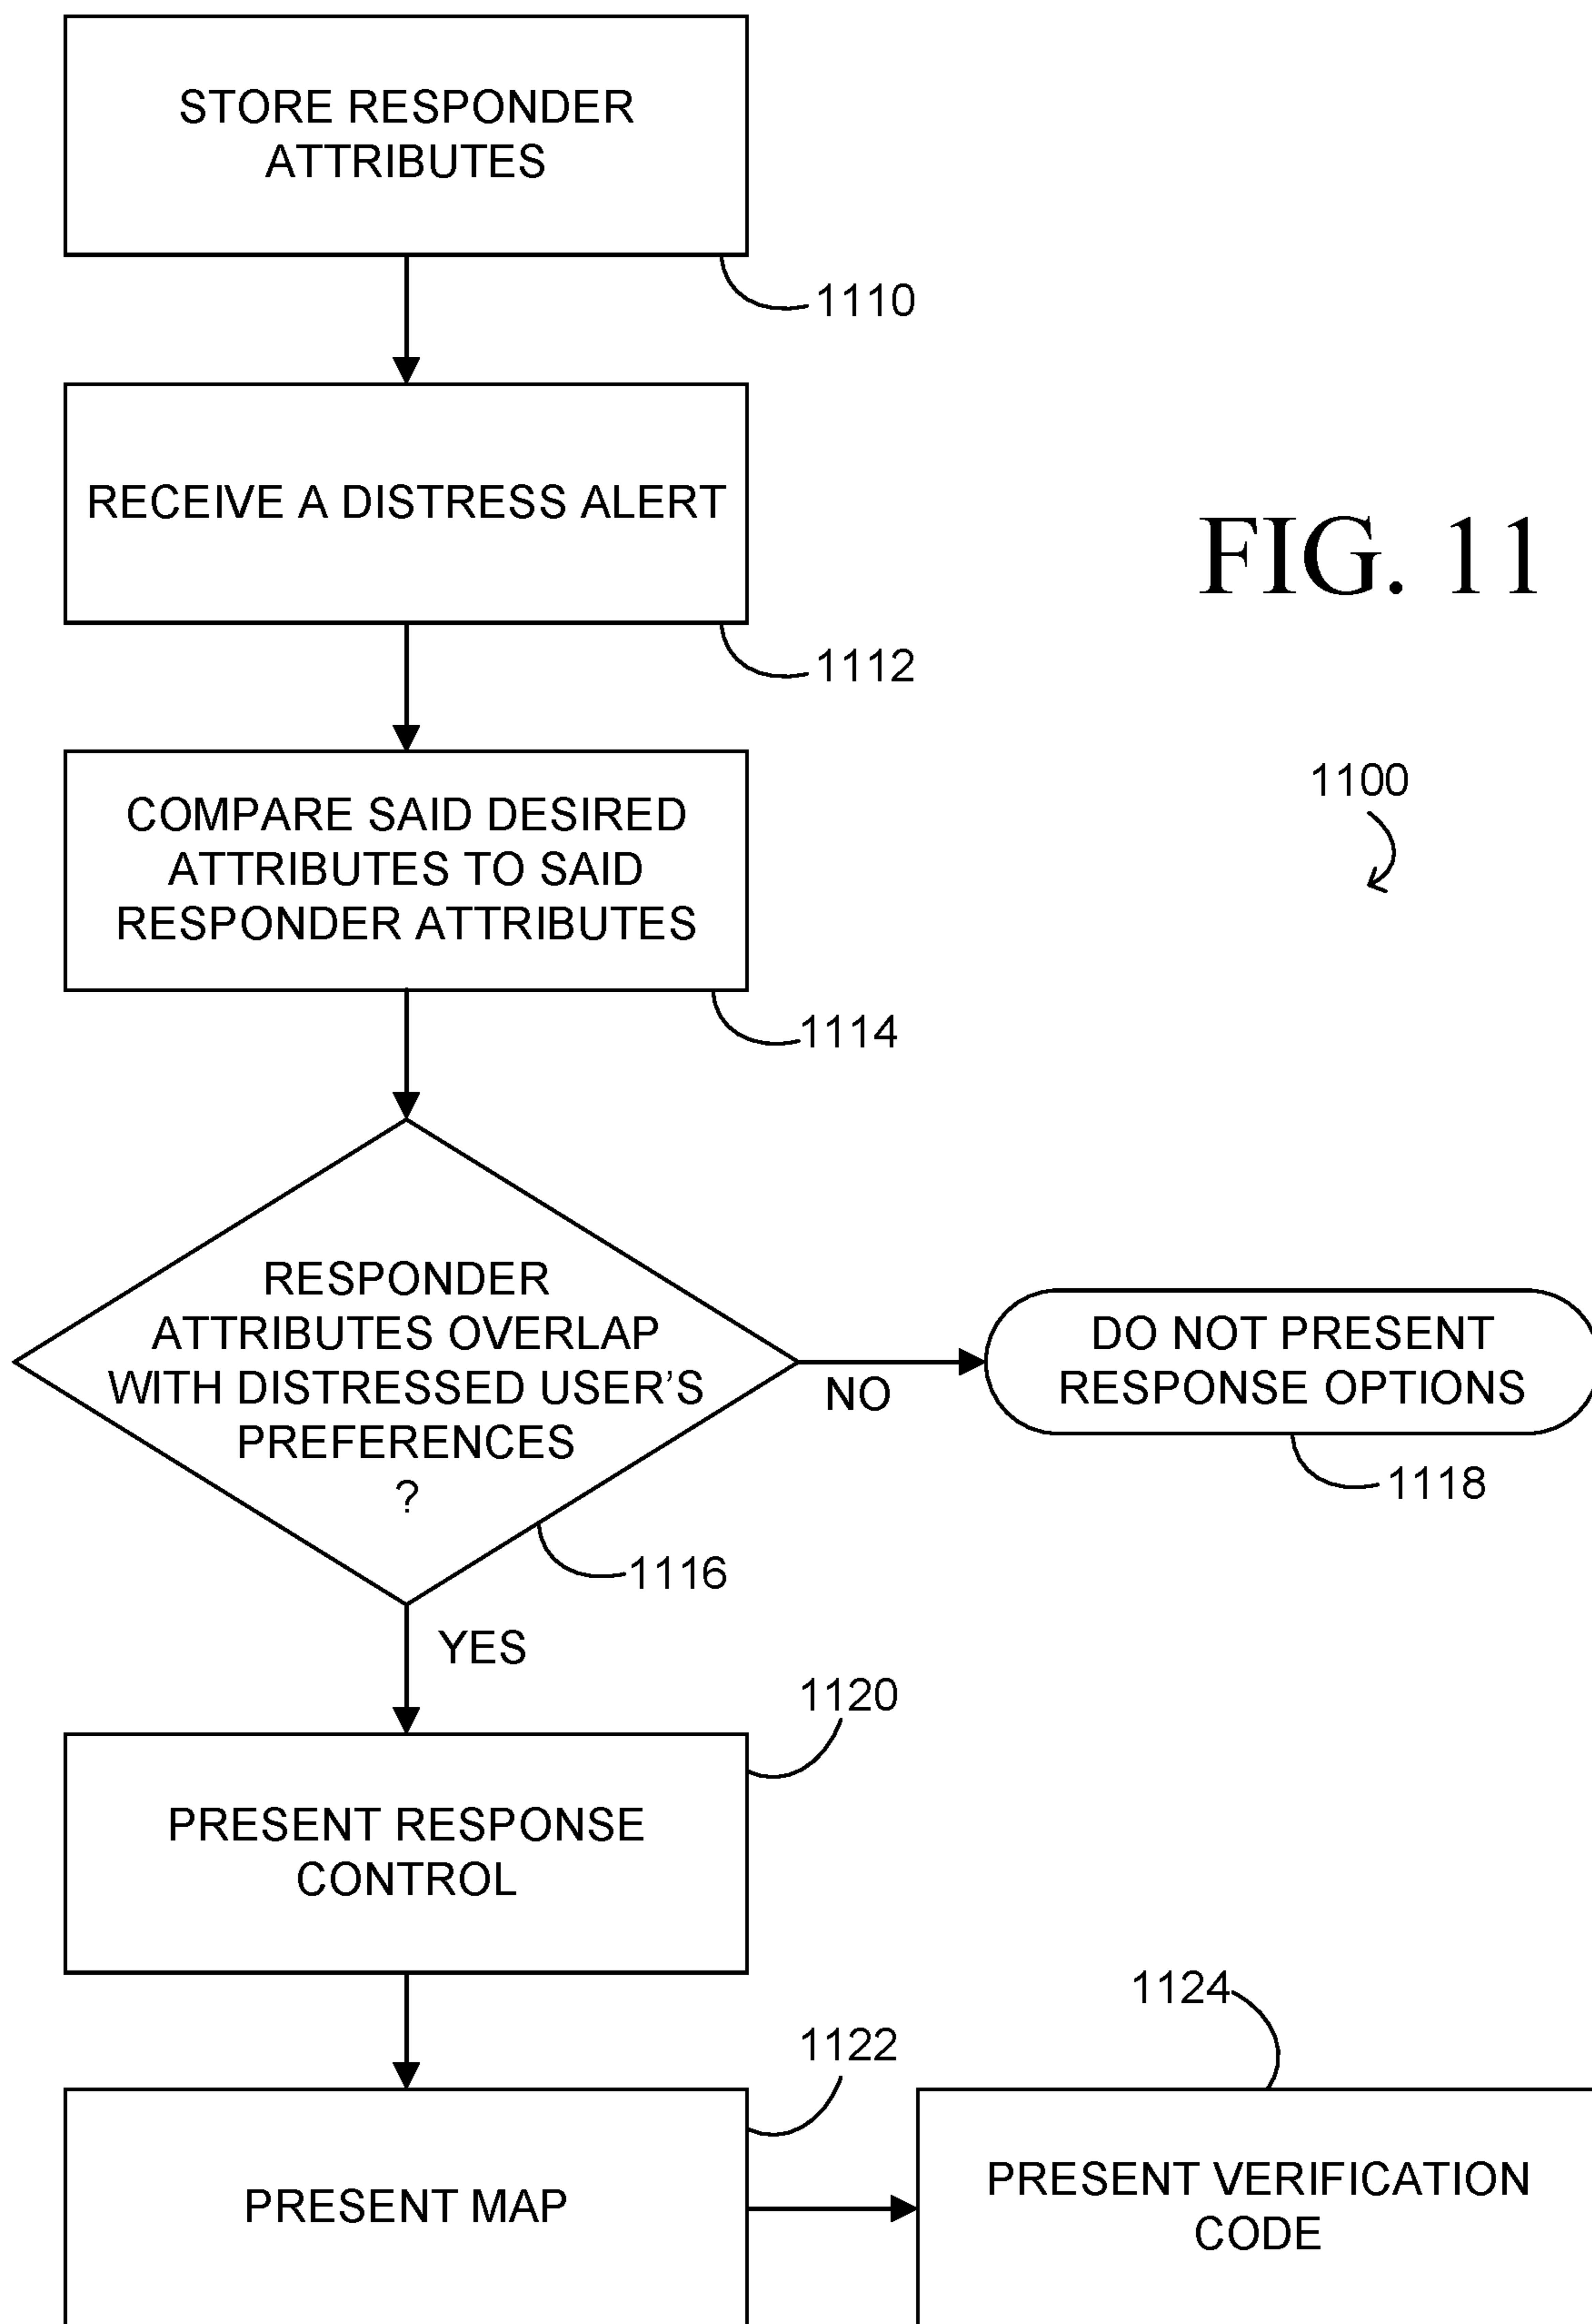 STORE RESPONDER
ATTRIBUTES
1110
RECEIVE A DISTRESS ALERT
1112
FIG. 11
1100
COMPARE SAID DESIRED
ATTRIBUTES TO SAID
RESPONDER ATTRIBUTES
1114
RESPONDER
ATTRIBUTES OVERLAP
WITH DISTRESSED USER’S
PREFERENCES
?
1116
NO
DO NOT PRESENT
RESPONSE OPTIONS
1118
YES
1120
PRESENT RESPONSE
CONTROL
1122
PRESENT MAP
1124
PRESENT VERIFICATION
CODE